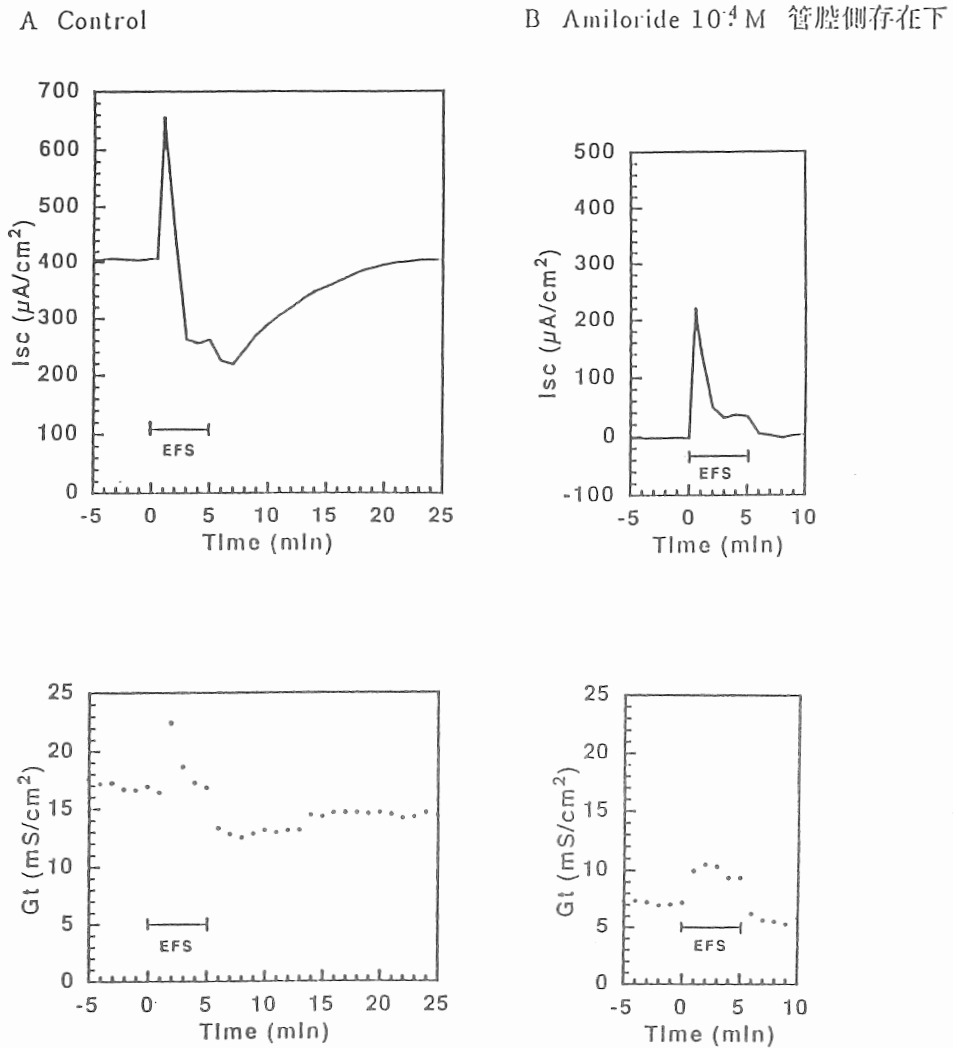 A Control
700
600
500
400
300
200
100
0
Isc (µA/cm²)
EFS
-5 0 5 10 15 20 25
Time (min)
B Amiloride 10⁻⁴ M 管腔側存在下
500
400
300
200
100
0
-100
Isc (µA/cm²)
EFS
-5 0 5 10
Time (min)
25
20
15
10
5
0
Gt (mS/cm²)
EFS
-5 0 5 10 15 20 25
Time (min)
25
20
15
10
5
0
Gt (mS/cm²)
EFS
-5 0 5 10
Time (min)